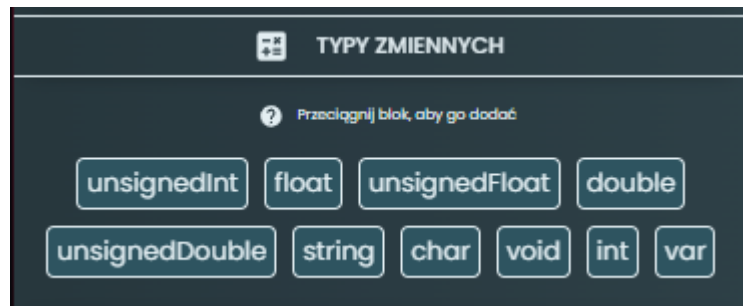 TYPY ZMIENNYCH
Przeciągnij blok, aby go dodać
unsignedInt float unsignedFloat double
unsignedDouble string char void int var